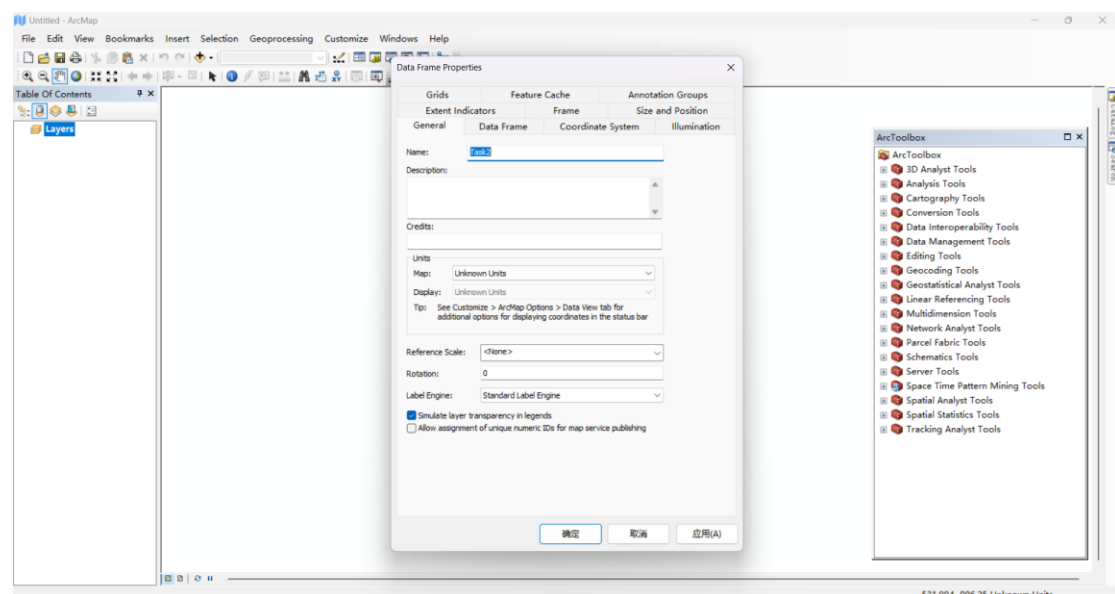 Untitled - ArcMap
File Edit View Bookmarks Insert Selection Geoprocessing Customize Windows Help
Table Of Contents
Layers
Data Frame Properties
Grids Feature Cache Annotation Groups
Extent Indicators Frame Size and Position
General Data Frame Coordinate System Illumination
Name: Task2
Description:
Credits:
Units
Map: Unknown Units
Display: Unknown Units
Tip: See Customize > ArcMap Options > Data View tab for
additional options for displaying coordinates in the status bar
Reference Scale: <None>
Rotation: 0
Label Engine: Standard Label Engine
Simulate layer transparency in legends
Allow assignment of unique numeric IDs for map service publishing
确定 取消 应用(A)
ArcToolbox
ArcToolbox
3D Analyst Tools
Analysis Tools
Cartography Tools
Conversion Tools
Data Interoperability Tools
Data Management Tools
Editing Tools
Geocoding Tools
Geostatistical Analyst Tools
Linear Referencing Tools
Multidimension Tools
Network Analyst Tools
Parcel Fabric Tools
Schematics Tools
Server Tools
Space Time Pattern Mining Tools
Spatial Analyst Tools
Spatial Statistics Tools
Tracking Analyst Tools